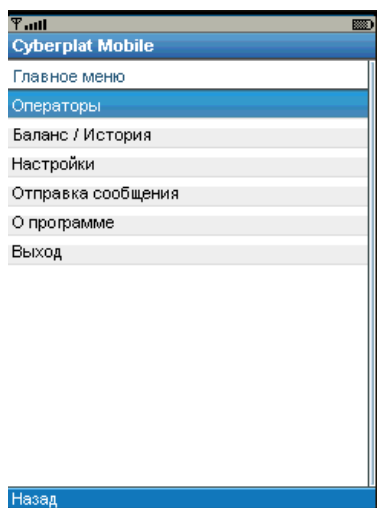 Cyberplat Mobile
Главное меню
Операторы
Баланс / История
Настройки
Отправка сообщения
О программе
Выход
Назад